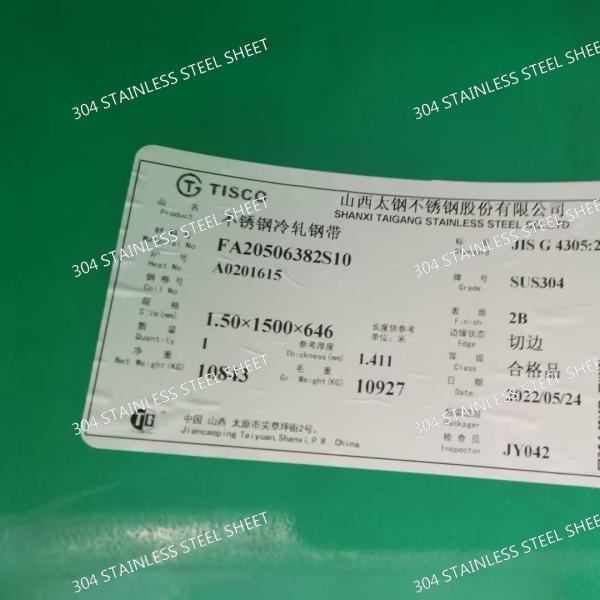 304 STAINLESS STEEL SHEET
304 STAINLESS STEEL SHEET
TISCO
山西太钢不锈钢股份有限公司
SHANXI TAIGANG STAINLESS STEEL CO.,LTD.
品 名
Product
不锈钢冷轧钢带
标
JIS G 4305:2
FA20506382S10
炉 号
Heat No
A0201615
牌 号
Grade
SUS304
钢卷号
Coil No
304 STAINLESS STEEL SHEET
304 STAINLESS STEEL SHEET
规 格
Size(mm)
1.50×1500×646
长度供参考
单位:米
表 面
Finish
2B
数量
Quantity
1
参考厚度
Thickness(mm)
1.411
边缘状态
Edge
切边
净 重
Net Weight(KG)
10843
毛 重
Gr Weight(KG)
10927
等 级
Class
合格品
日 期
Date
2022/05/24
中国 山西 太原市尖草坪街2号。
Jiancaoping Taiyuan,Shanxi,P.R China
Packager
检查员
Inspector
JY042
304 STAINLESS STEEL SHEET
304 STAINLESS STEEL SHEET